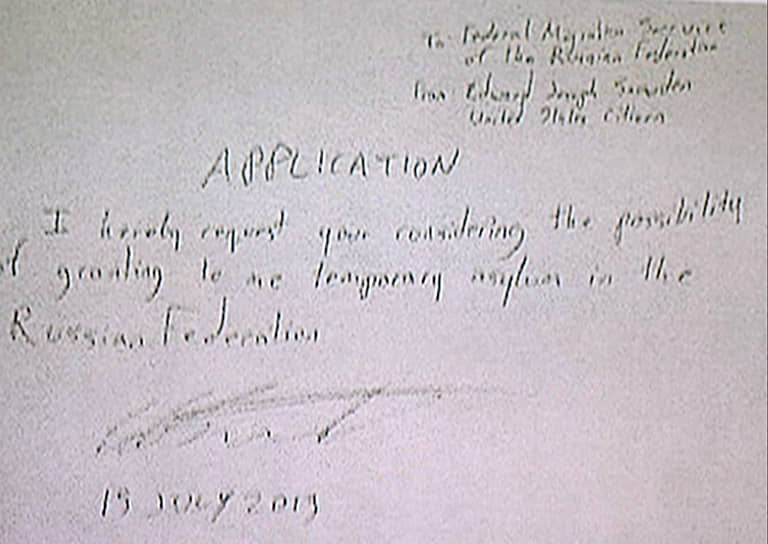 To Federal Migration Service
of the Russian Federation
From Edward Joseph Snowden
United States Citizen
APPLICATION
I hereby request your considering the possibility
of granting to me temporary asylum in the
Russian Federation
15 JULY 2013